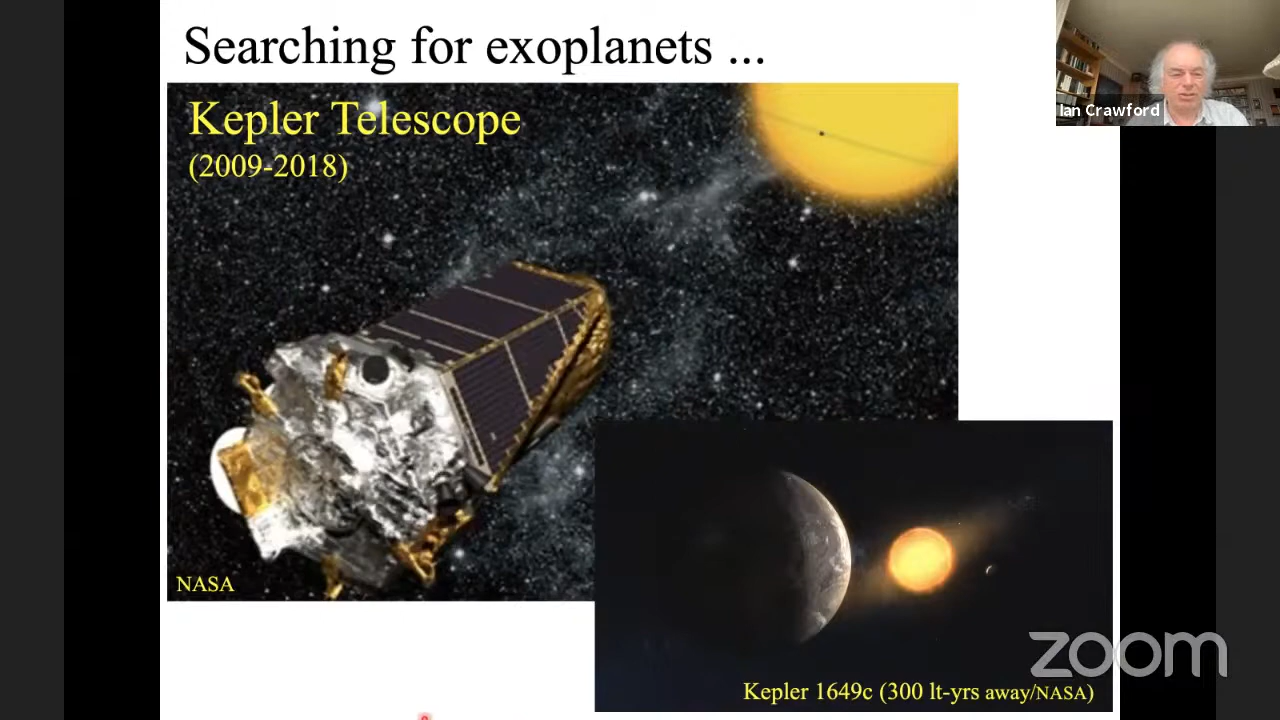 Searching for exoplanets ...
Kepler Telescope
(2009-2018)
Ian Crawford
NASA
zoom
Kepler 1649c (300 lt-yrs away/NASA)